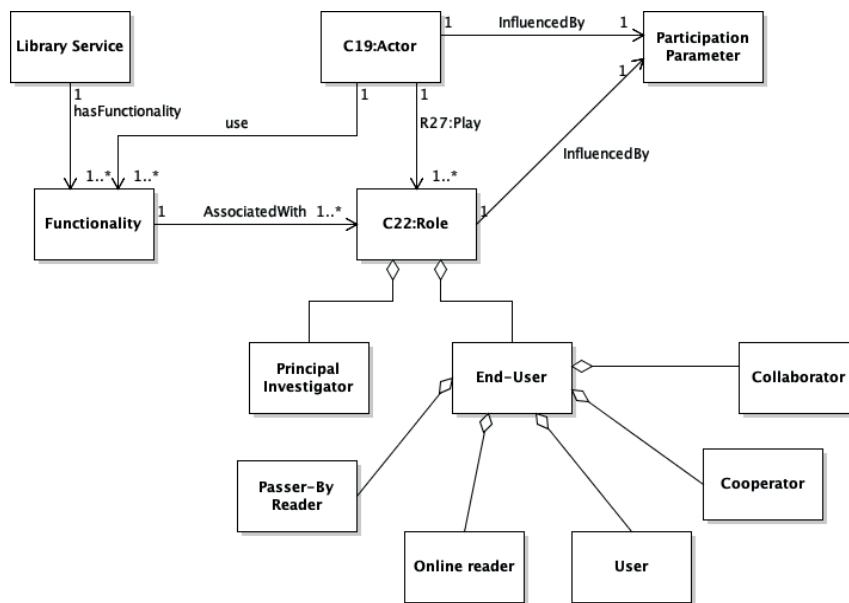 Library Service
C19:Actor
Participation
Parameter
1
InfluencedBy
1
1
hasFunctionality
1
1
1
use
R27:Play
InfluencedBy
1..*
1..*
1..*
Functionality
1
AssociatedWith
1..*
C22:Role
1
Principal
Investigator
End-User
Collaborator
Passer-By
Reader
Cooperator
Online reader
User